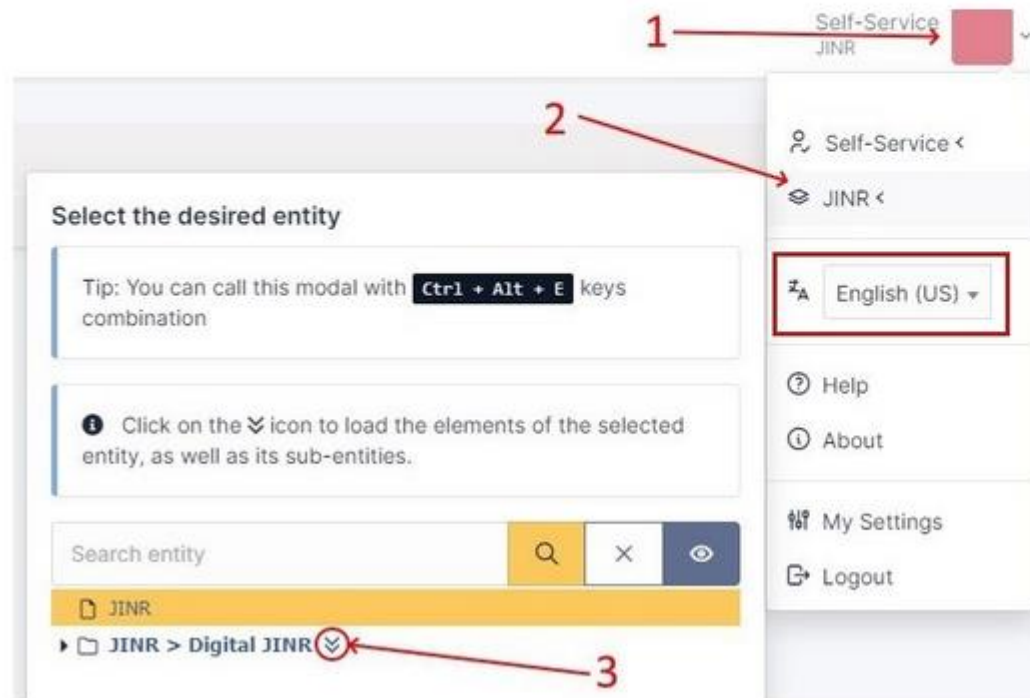 1
Self-Service
JINR
2
Self-Service
JINR
English (US)
Help
About
My Settings
Logout
Select the desired entity
Tip: You can call this modal with Ctrl + Alt + E keys
combination
Click on the icon to load the elements of the selected
entity, as well as its sub-entities.
Search entity
JINR
JINR > Digital JINR
3